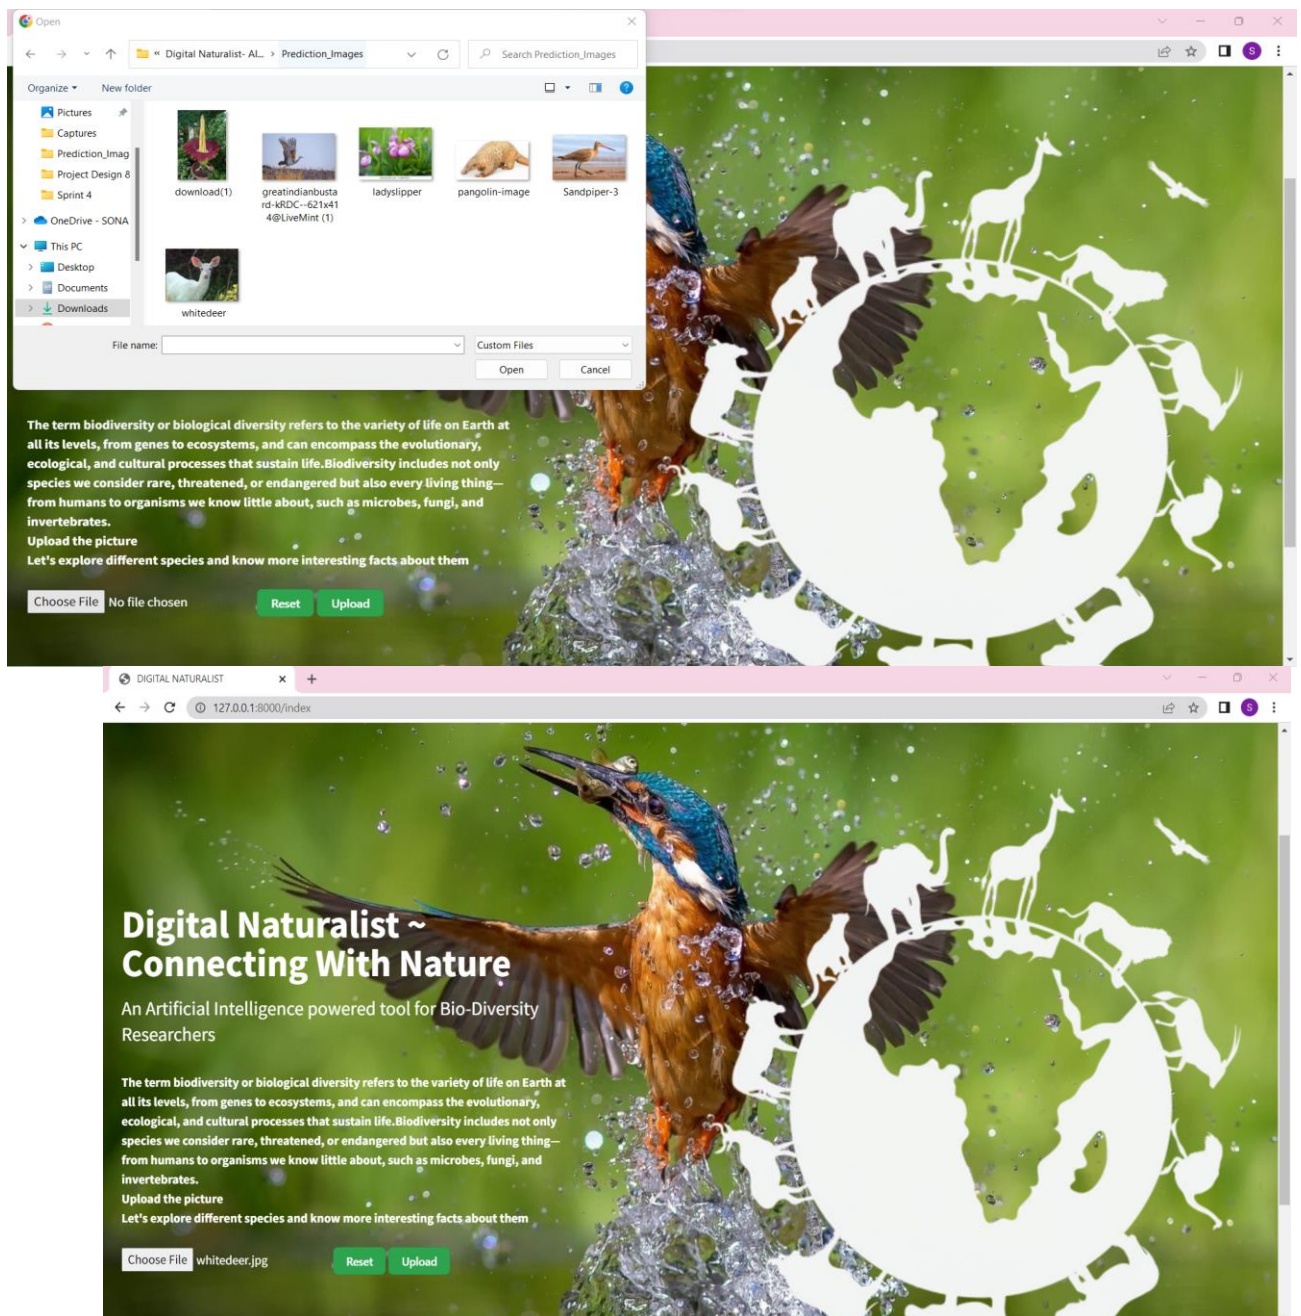 Open
« Digital Naturalist- AI... > Prediction_Images
Search Prediction_Images
Organize
New folder
Pictures
Captures
Prediction_Imag
Project Design &
Sprint 4
OneDrive - SONA
This PC
Desktop
Documents
Downloads
download(1)
greatindianbusta
rd-kRDC--621x41
4@LiveMint (1)
ladyslipper
pangolin-image
Sandpiper-3
whitedeer
File name:
Custom Files
Open
Cancel
S
The term biodiversity or biological diversity refers to the variety of life on Earth at
all its levels, from genes to ecosystems, and can encompass the evolutionary,
ecological, and cultural processes that sustain life.Biodiversity includes not only
species we consider rare, threatened, or endangered but also every living thing—
from humans to organisms we know little about, such as microbes, fungi, and
invertebrates.
Upload the picture
Let's explore different species and know more interesting facts about them
Choose File No file chosen
Reset
Upload
DIGITAL NATURALIST
127.0.0.1:8000/index
S
Digital Naturalist ~
Connecting With Nature
An Artificial Intelligence powered tool for Bio-Diversity
Researchers
The term biodiversity or biological diversity refers to the variety of life on Earth at
all its levels, from genes to ecosystems, and can encompass the evolutionary,
ecological, and cultural processes that sustain life.Biodiversity includes not only
species we consider rare, threatened, or endangered but also every living thing—
from humans to organisms we know little about, such as microbes, fungi, and
invertebrates.
Upload the picture
Let's explore different species and know more interesting facts about them
Choose File whitedeer.jpg
Reset
Upload